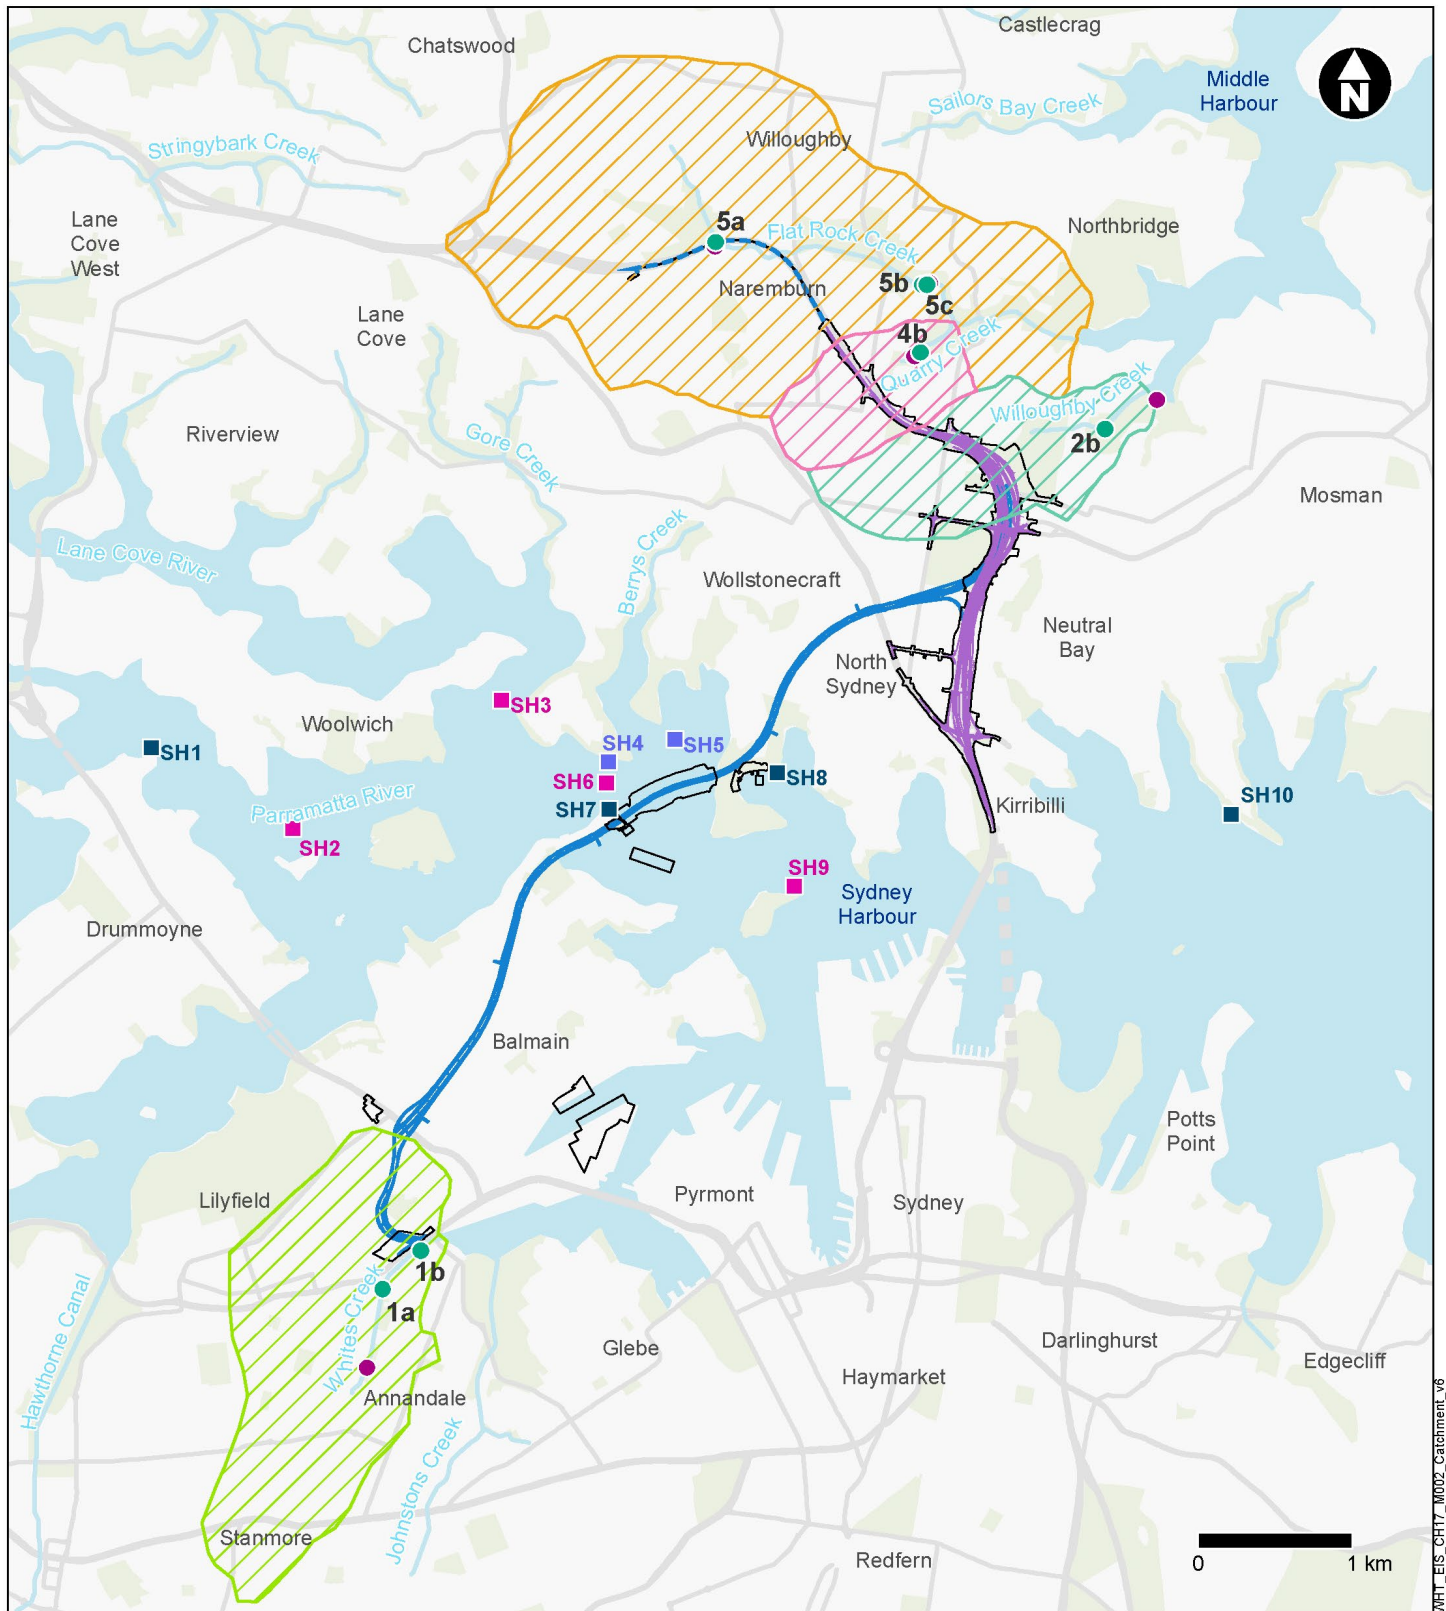 Castlecrag
Chatswood
Middle
Harbour
N
Sailors Bay Creek
Willoughby
Stringybark Creek
Lane
Cove
West
5a
Northbridge
Flat Rock Creek
5b
Naremburn
5c
Lane
Cove
4b
Quarry Creek
Willoughby Creek
2b
Riverview
Gore Creek
Mosman
Berrys Creek
Lane Cove River
Wollstonecraft
Neutral
Bay
North
Sydney
SH3
Woolwich
SH1
SH4
SH5
SH6
SH8
SH7
SH10
Parramatta River
Kirribilli
SH2
SH9
Sydney
Harbour
Drummoyne
Balmain
Potts
Point
Lilyfield
Pyrmont
Sydney
1b
1a
Whites Creek
Hawthorne Canal
Glebe
Darlinghurst
Edgecliff
Haymarket
Annandale
Johnstons Creek
Stanmore
Redfern
0 1 km
WHT_EIS_CH17_M002_Catchment_v6